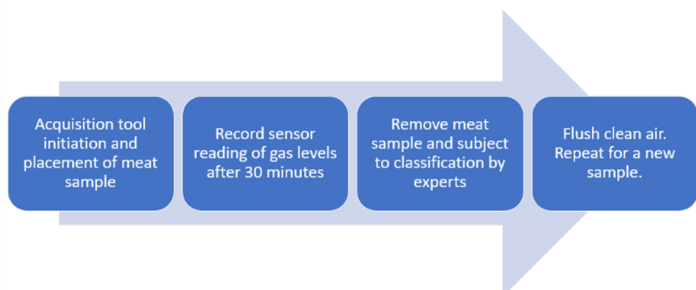 Acquisition tool
initiation and
placement of meat
sample
Record sensor
reading of gas levels
after 30 minutes
Remove meat
sample and subject
to classification by
experts
Flush clean air.
Repeat for a new
sample.